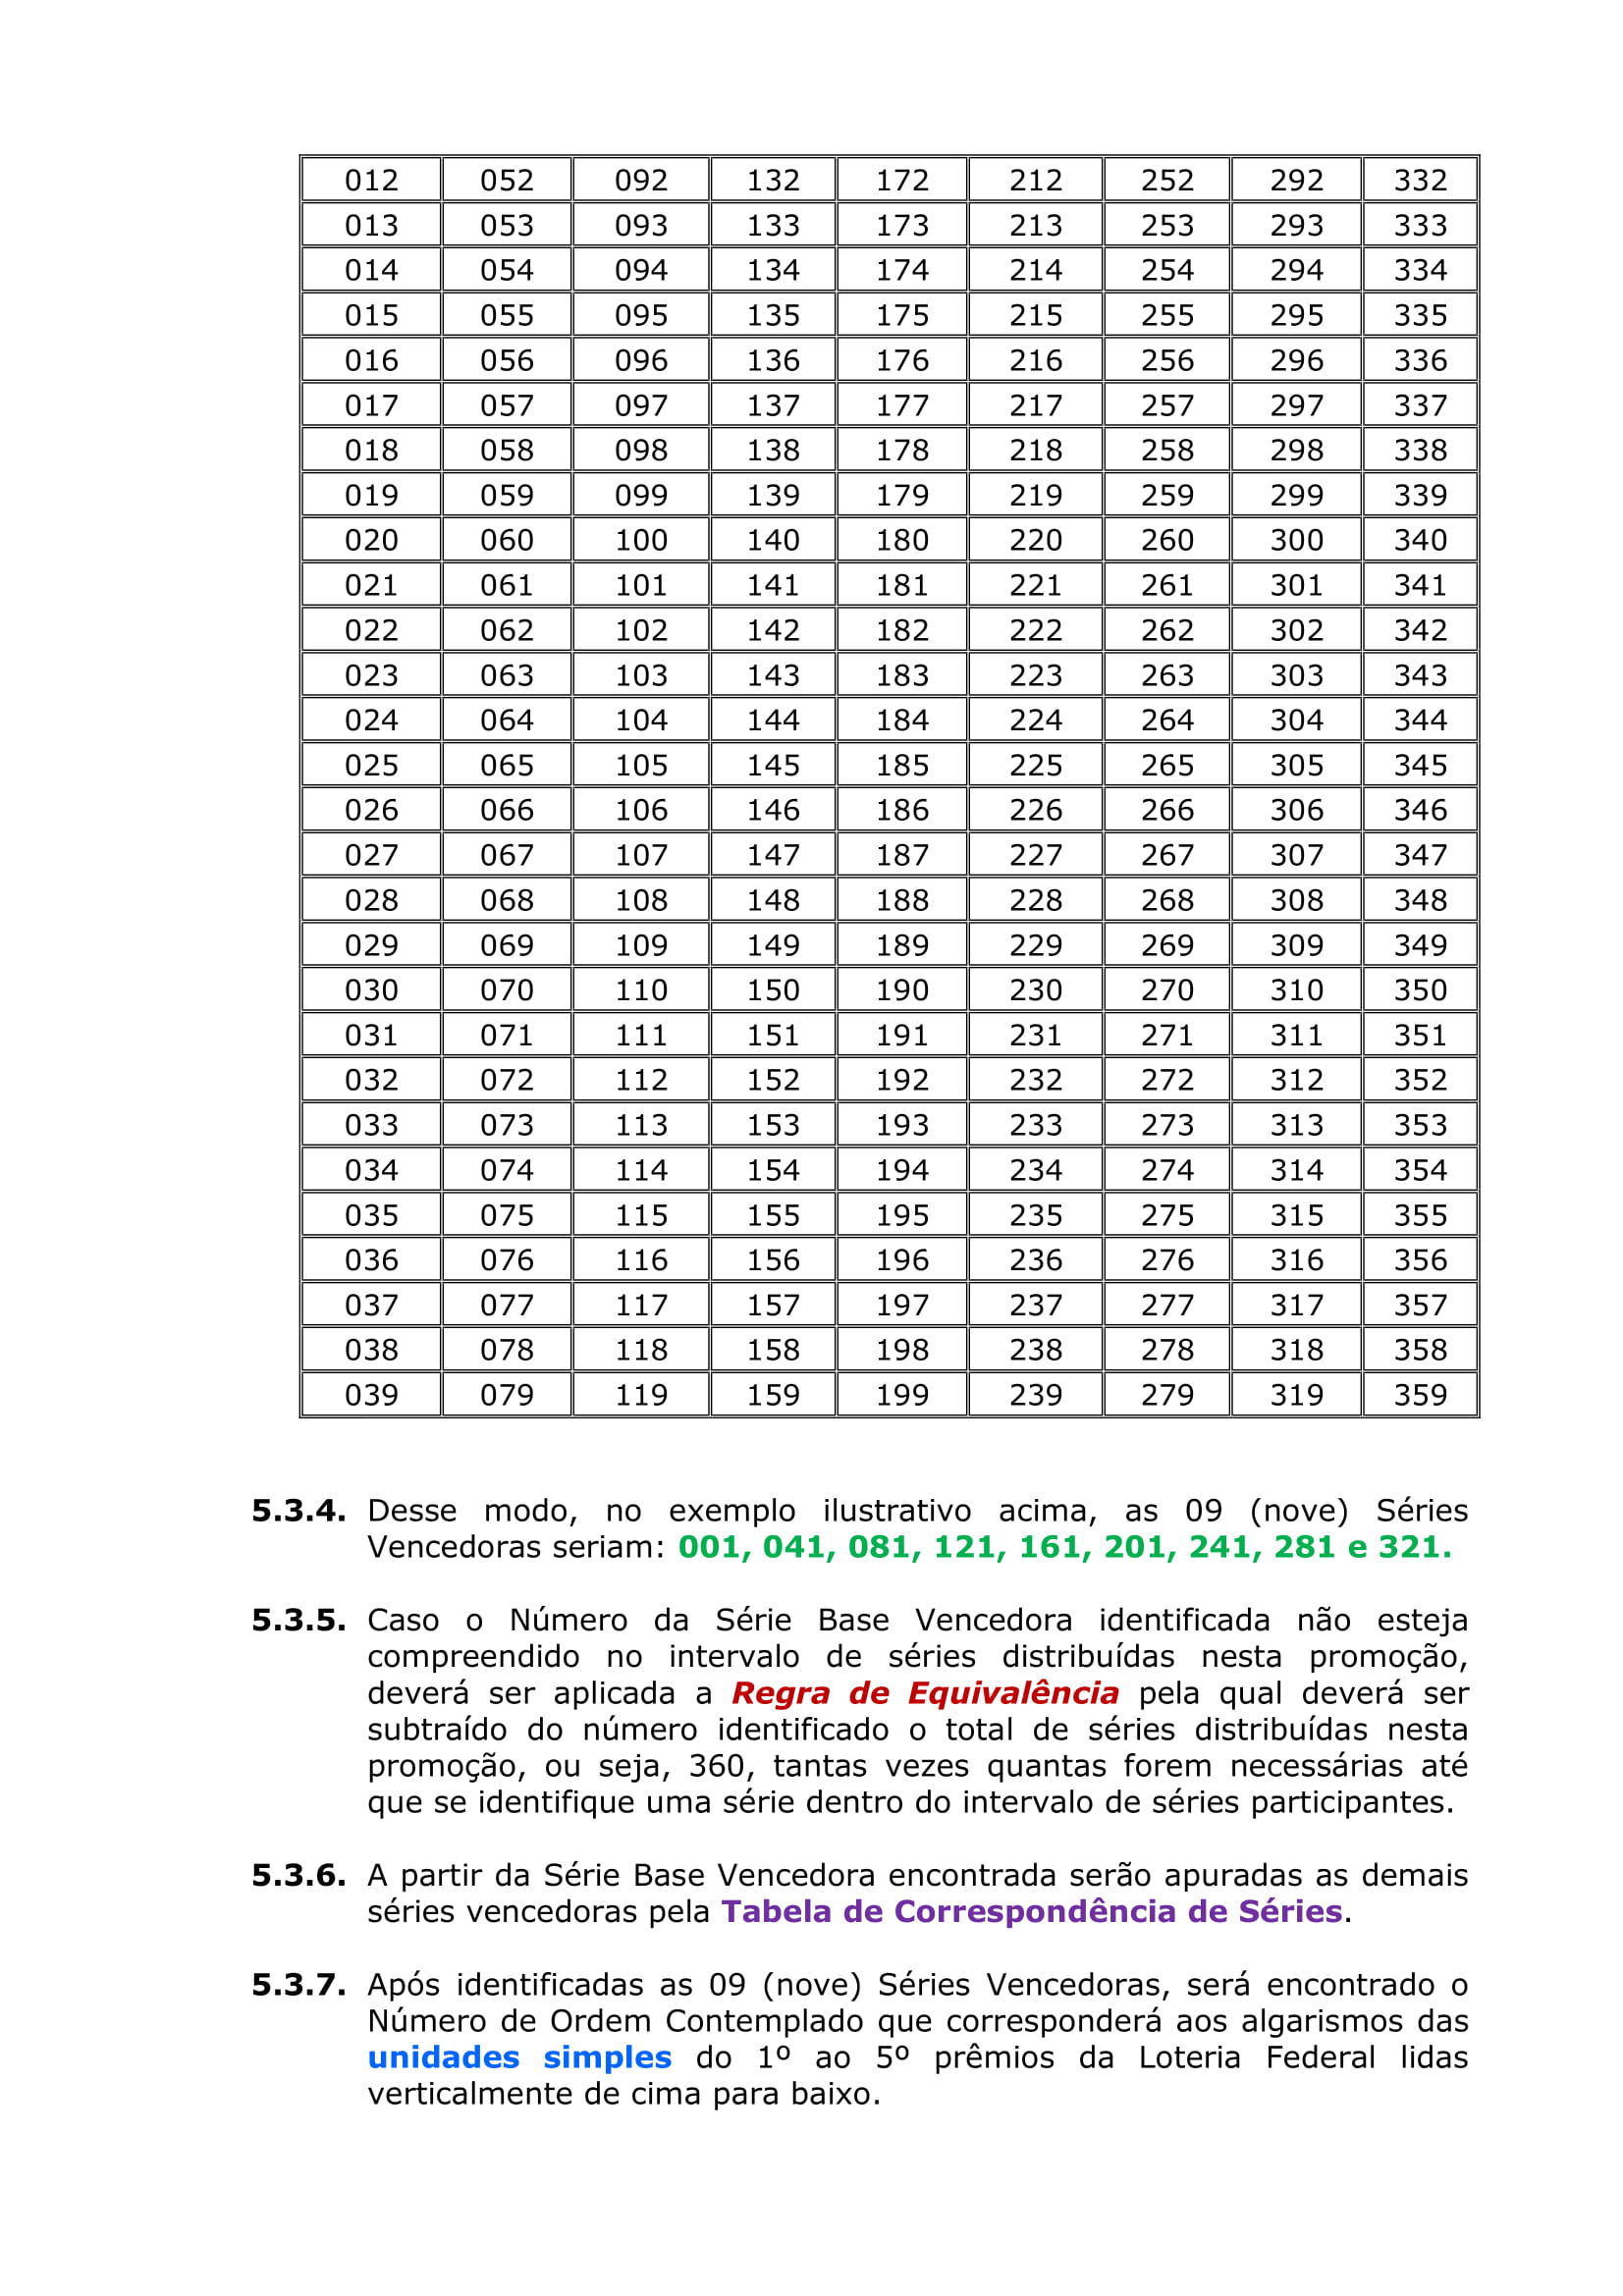 012 052 092 132 172 212 252 292 332
013 053 093 133 173 213 253 293 333
014 054 094 134 174 214 254 294 334
015 055 095 135 175 215 255 295 335
016 056 096 136 176 216 256 296 336
017 057 097 137 177 217 257 297 337
018 058 098 138 178 218 258 298 338
019 059 099 139 179 219 259 299 339
020 060 100 140 180 220 260 300 340
021 061 101 141 181 221 261 301 341
022 062 102 142 182 222 262 302 342
023 063 103 143 183 223 263 303 343
024 064 104 144 184 224 264 304 344
025 065 105 145 185 225 265 305 345
026 066 106 146 186 226 266 306 346
027 067 107 147 187 227 267 307 347
028 068 108 148 188 228 268 308 348
029 069 109 149 189 229 269 309 349
030 070 110 150 190 230 270 310 350
031 071 111 151 191 231 271 311 351
032 072 112 152 192 232 272 312 352
033 073 113 153 193 233 273 313 353
034 074 114 154 194 234 274 314 354
035 075 115 155 195 235 275 315 355
036 076 116 156 196 236 276 316 356
037 077 117 157 197 237 277 317 357
038 078 118 158 198 238 278 318 358
039 079 119 159 199 239 279 319 359
5.3.4. Desse modo, no exemplo ilustrativo acima, as 09 (nove) Séries
Vencedoras seriam: 001, 041, 081, 121, 161, 201, 241, 281 e 321.
5.3.5. Caso o Número da Série Base Vencedora identificada não esteja
compreendido no intervalo de séries distribuídas nesta promoção,
deverá ser aplicada a Regra de Equivalência pela qual deverá ser
subtraído do número identificado o total de séries distribuídas nesta
promoção, ou seja, 360, tantas vezes quantas forem necessárias até
que se identifique uma série dentro do intervalo de séries participantes.
5.3.6. A partir da Série Base Vencedora encontrada serão apuradas as demais
séries vencedoras pela Tabela de Correspondência de Séries.
5.3.7. Após identificadas as 09 (nove) Séries Vencedoras, será encontrado o
Número de Ordem Contemplado que corresponderá aos algarismos das
unidades simples do 1º ao 5º prêmios da Loteria Federal lidas
verticalmente de cima para baixo.